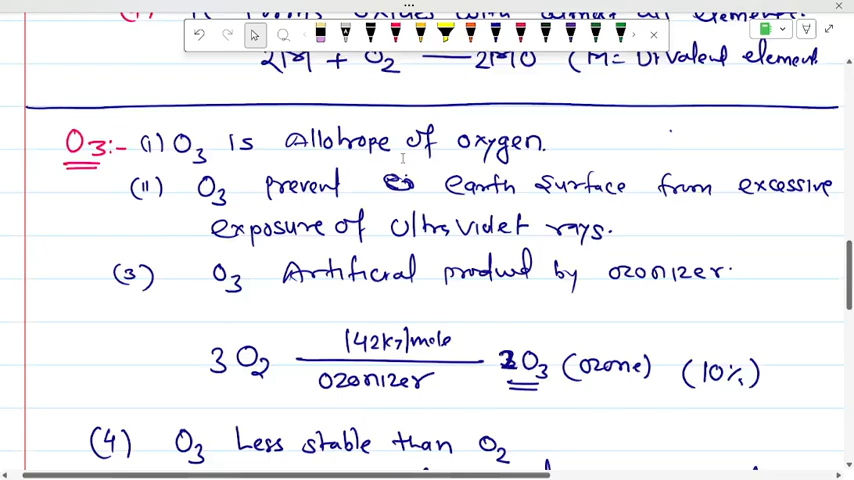 2M + O2 —— 2MO (M= Divalent element
O3:- (i) O3 is Allotrope of oxygen.
(ii) O3 prevent earth surface from excessive
exposure of Ultraviolet rays.
(3) O3 Artificial produced by ozonizer.
142kJ/mole
3O2 —— 2O3 (ozone) (10%)
ozonizer
(4) O3 Less stable than O2